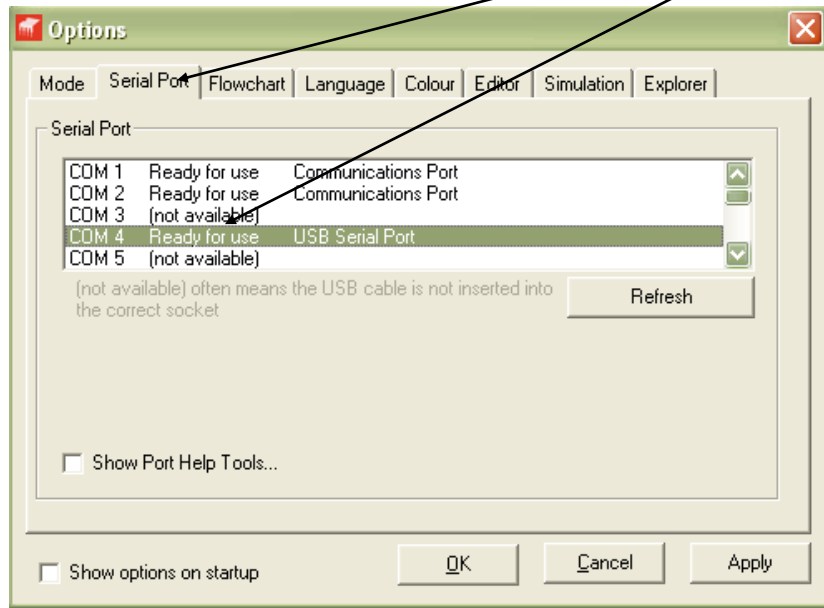 Options
Mode Serial Port Flowchart Language Colour Editor Simulation Explorer
Serial Port
COM 1 Ready for use Communications Port
COM 2 Ready for use Communications Port
COM 3 (not available)
COM 4 Ready for use USB Serial Port
COM 5 (not available)
(not available) often means the USB cable is not inserted into
the correct socket
Refresh
Show Port Help Tools...
Show options on startup
OK Cancel Apply